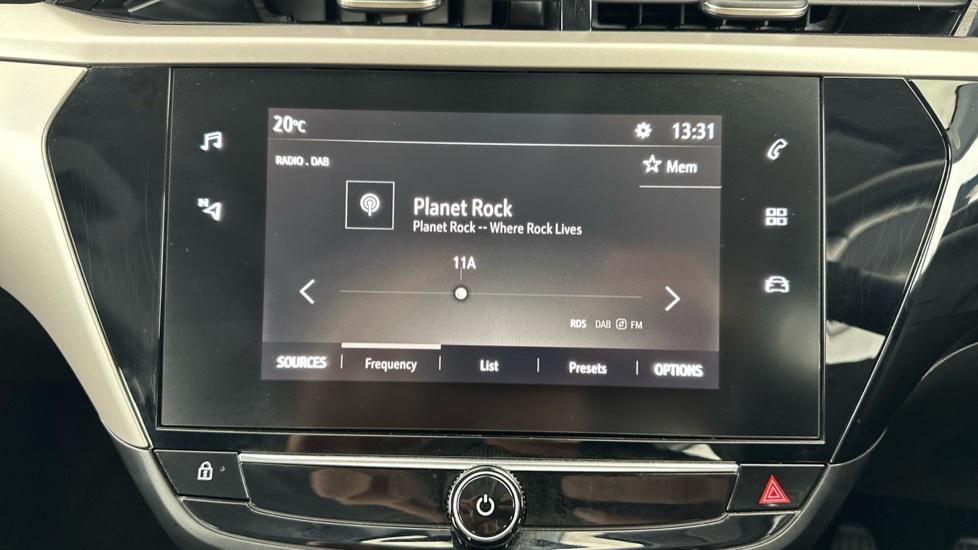 20°C
13:31
RADIO . DAB
Mem
N
Planet Rock
Planet Rock -- Where Rock Lives
11A
RDS DAB FM
SOURCES | Frequency | List | Presets | OPTIONS